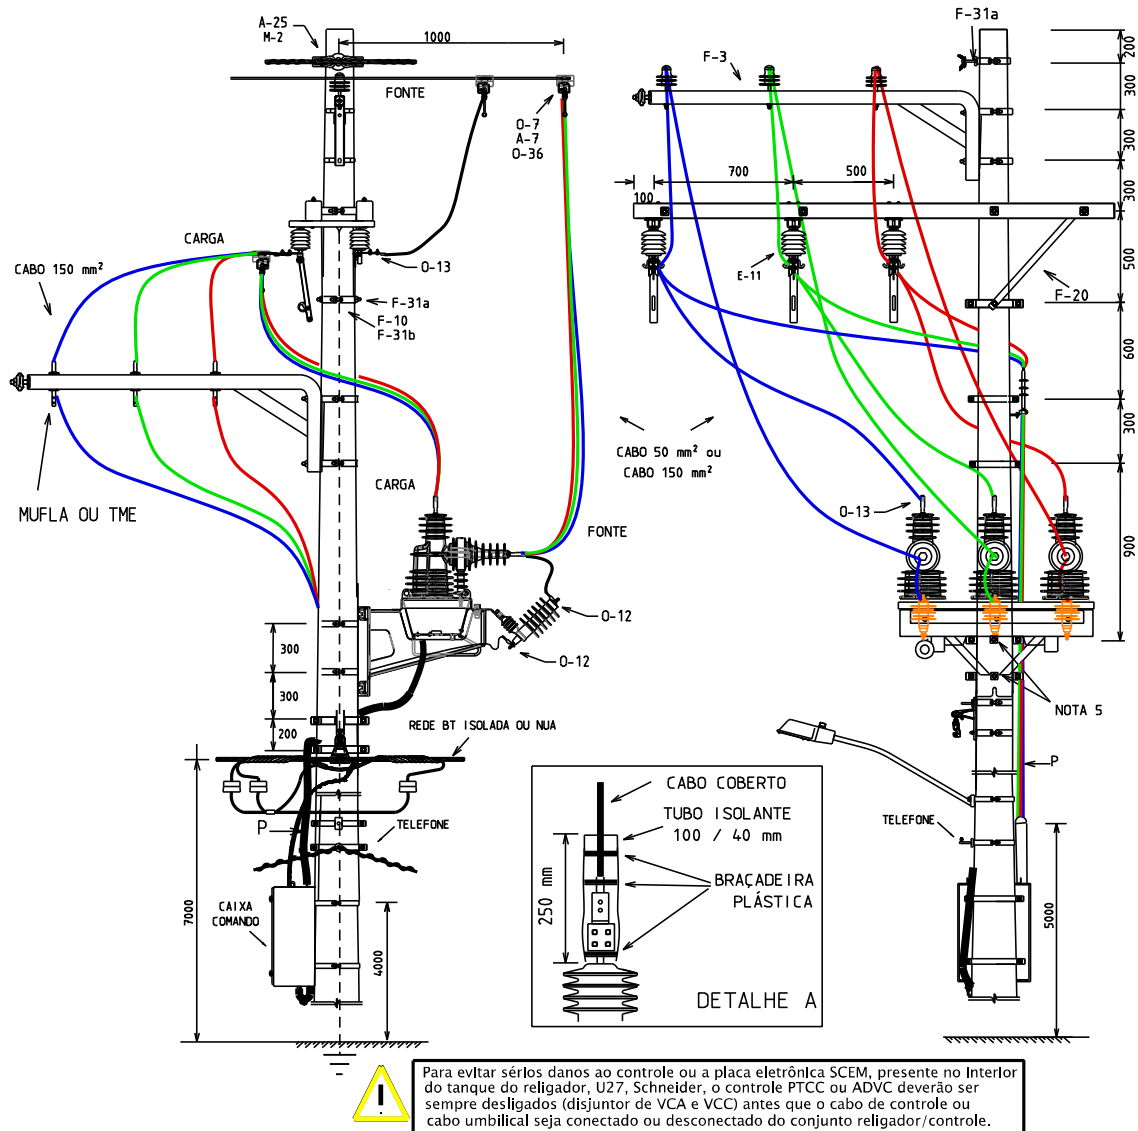 A-25
M-2
1000
FONTE
O-7
A-7
O-36
CARGA
CABO 150 mm²
O-13
F-31a
F-10
F-31b
MUFLA OU TME
CARGA
FONTE
O-12
O-12
300
300
200
REDE BT ISOLADA OU NUA
P
TELEFONE
CAIXA
COMANDO
7000
4000
F-31a
F-3
200
300
300
300
500
600
300
900
700
500
100
E-11
F-20
CABO 50 mm² ou
CABO 150 mm²
O-13
NOTA 5
P
TELEFONE
5000
CABO COBERTO
TUBO ISOLANTE
100 / 40 mm
250 mm
BRAÇADEIRA
PLÁSTICA
DETALHE A
Para evitar sérios danos ao controle ou a placa eletrônica SCEM, presente no Interior
do tanque do religador, U27, Schneider, o controle PTCC ou ADVC deverão ser
sempre desligados (disjuntor de VCA e VCC) antes que o cabo de controle ou
cabo umbilical seja conectado ou desconectado do conjunto religador/controle.